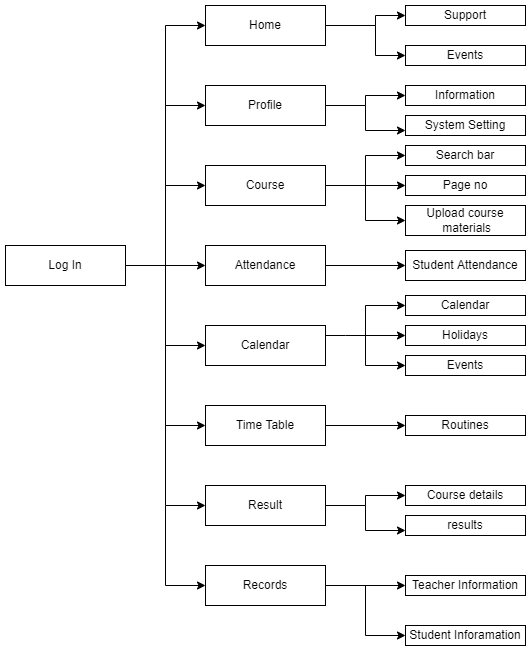 Log In
Home
Support
Events
Profile
Information
System Setting
Course
Search bar
Page no
Upload course
materials
Attendance
Student Attendance
Calendar
Calendar
Holidays
Events
Time Table
Routines
Result
Course details
results
Records
Teacher Information
Student Inforamation